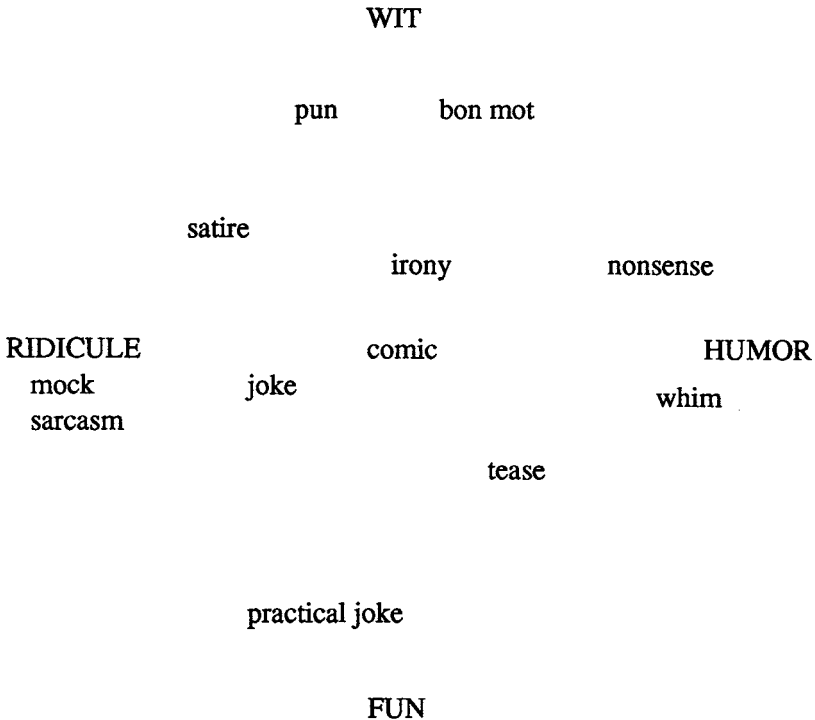 WIT
pun bon mot
satire
irony nonsense
RIDICULE comic HUMOR
mock joke whim
sarcasm
tease
practical joke
FUN